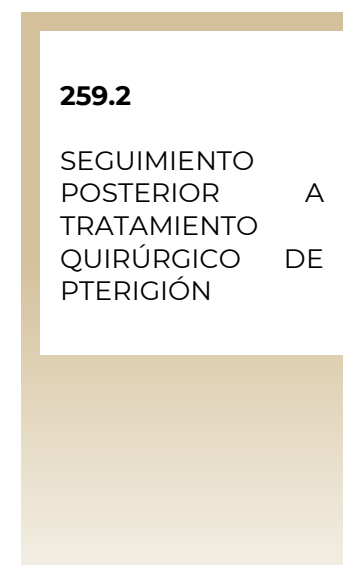 259.2
SEGUIMIENTO
POSTERIOR A
TRATAMIENTO
QUIRÚRGICO DE
PTERIGIÓN